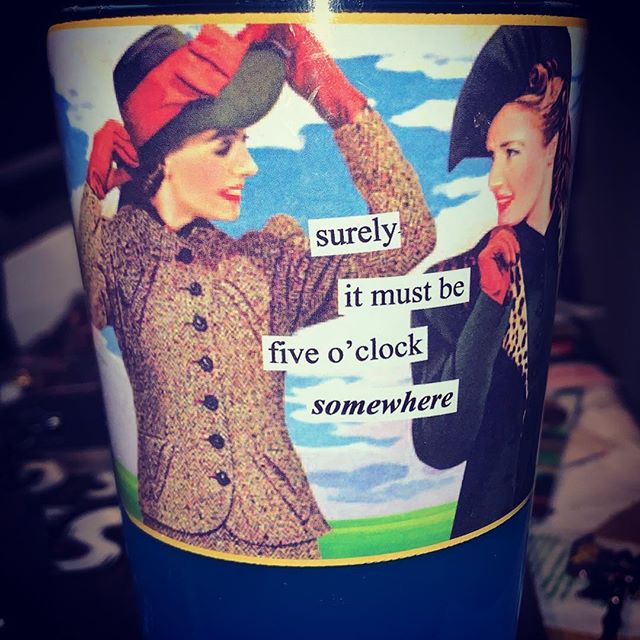 surely
it must be
five o'clock
somewhere